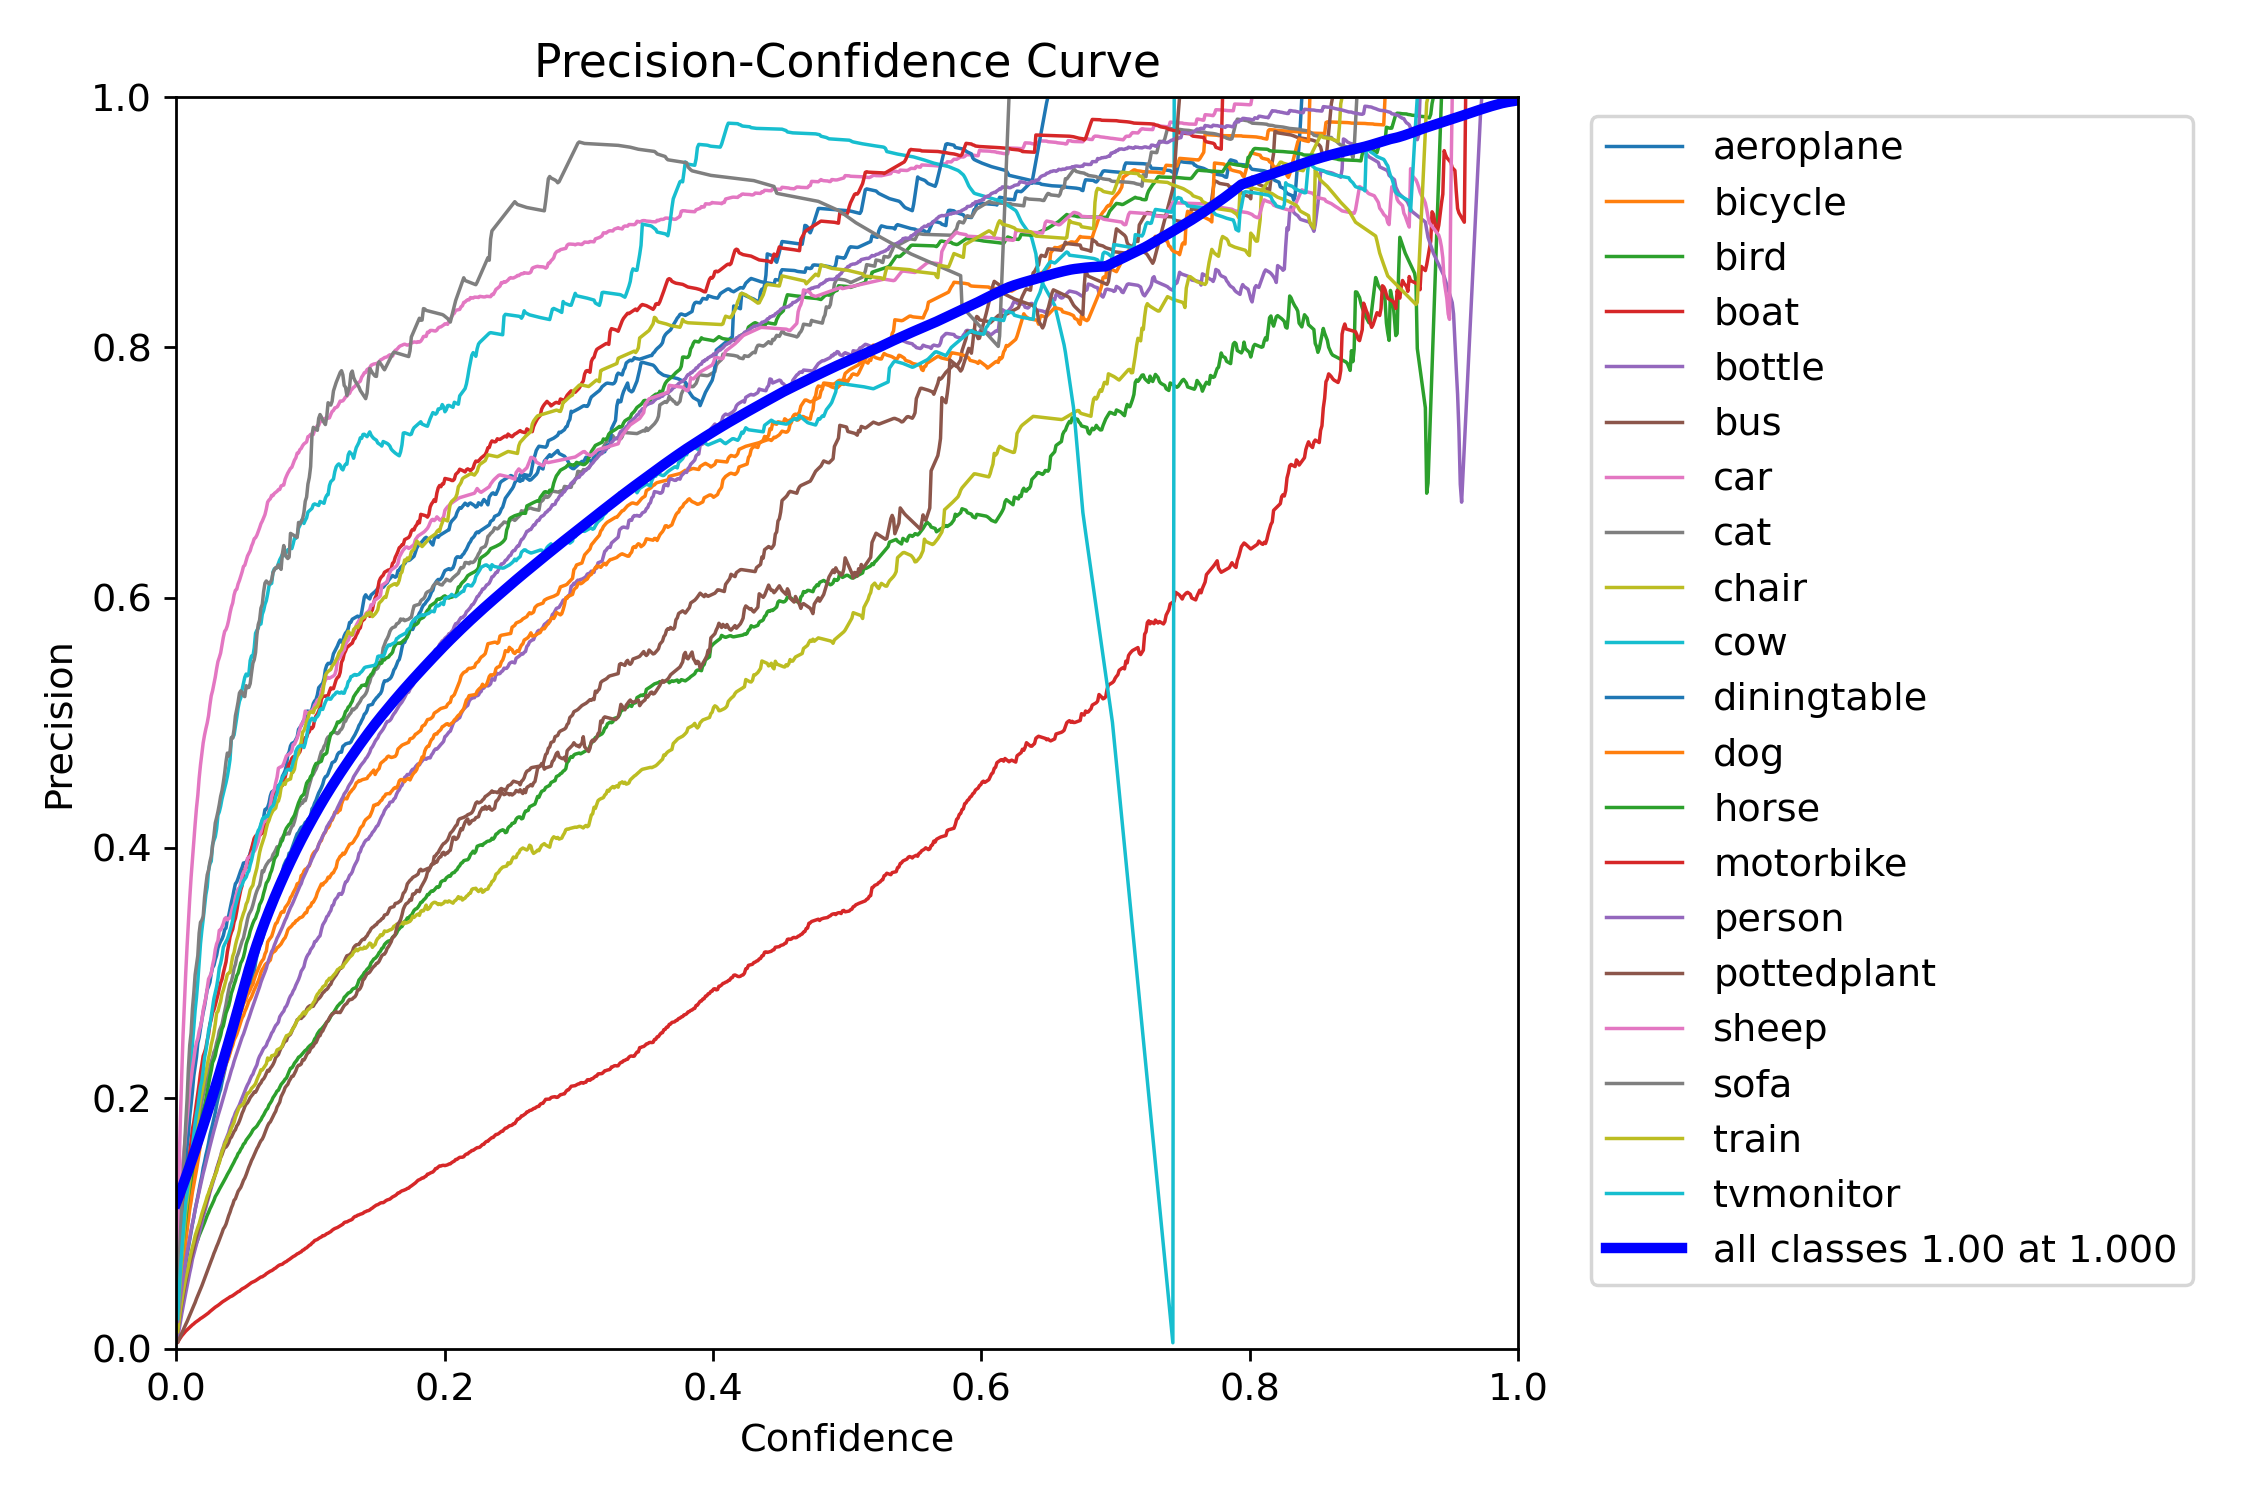 Precision-Confidence Curve
1.0
0.8
0.6
0.4
0.2
0.0
Precision
0.0 0.2 0.4 0.6 0.8 1.0
Confidence
aeroplane
bicycle
bird
boat
bottle
bus
car
cat
chair
cow
diningtable
dog
horse
motorbike
person
pottedplant
sheep
sofa
train
tvmonitor
all classes 1.00 at 1.000